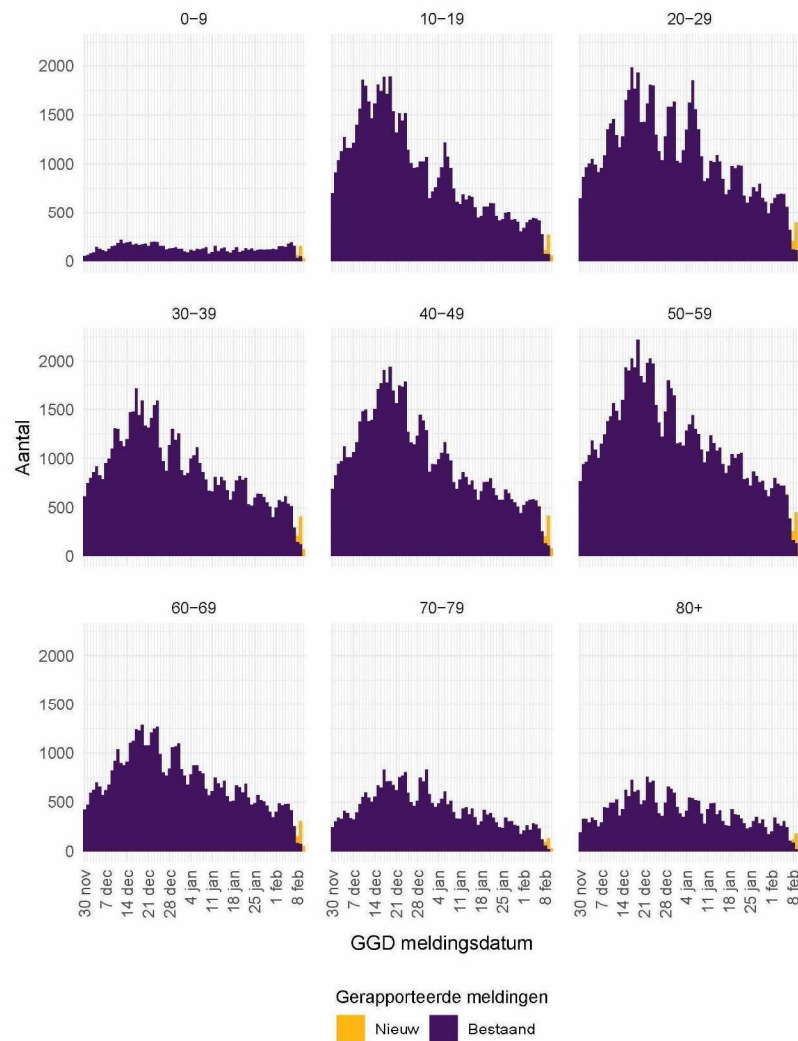 0−9 10−19 20−29
2000
1500
1000
500
0
30−39 40−49 50−59
2000
1500
1000
500
0
Aantal
60−69 70−79 80+
2000
1500
1000
500
0
30 nov 7 dec 14 dec 21 dec 28 dec 4 jan 11 jan 18 jan 25 jan 1 feb 8 feb 30 nov 7 dec 14 dec 21 dec 28 dec 4 jan 11 jan 18 jan 25 jan 1 feb 8 feb 30 nov 7 dec 14 dec 21 dec 28 dec 4 jan 11 jan 18 jan 25 jan 1 feb 8 feb
GGD meldingsdatum
Gerapporteerde meldingen
Nieuw Bestaand